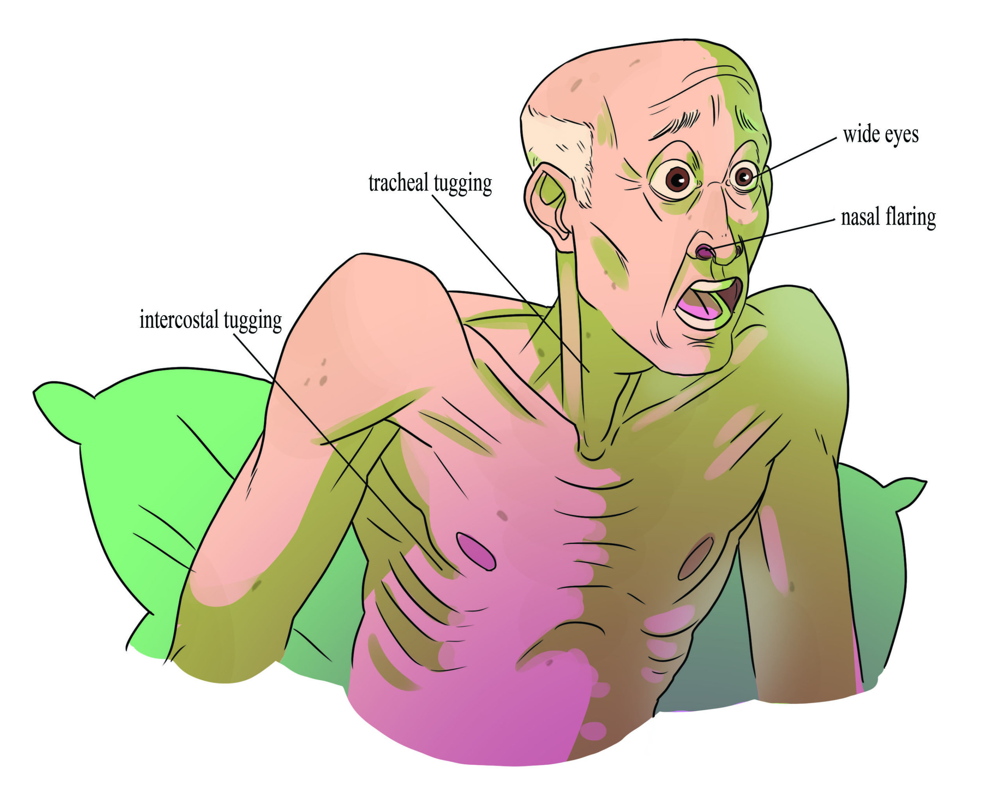 wide eyes
tracheal tugging
nasal flaring
intercostal tugging